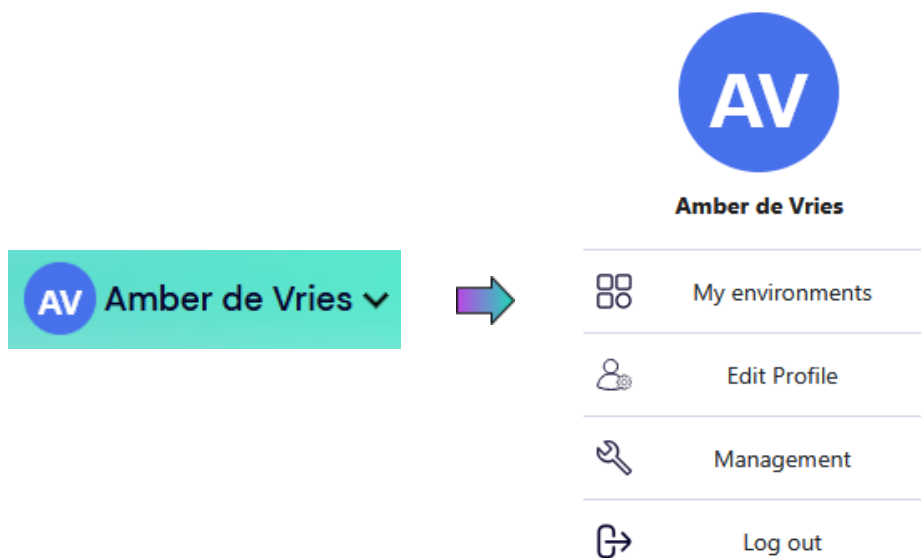 AV
Amber de Vries
AV Amber de Vries
My environments
Edit Profile
Management
Log out